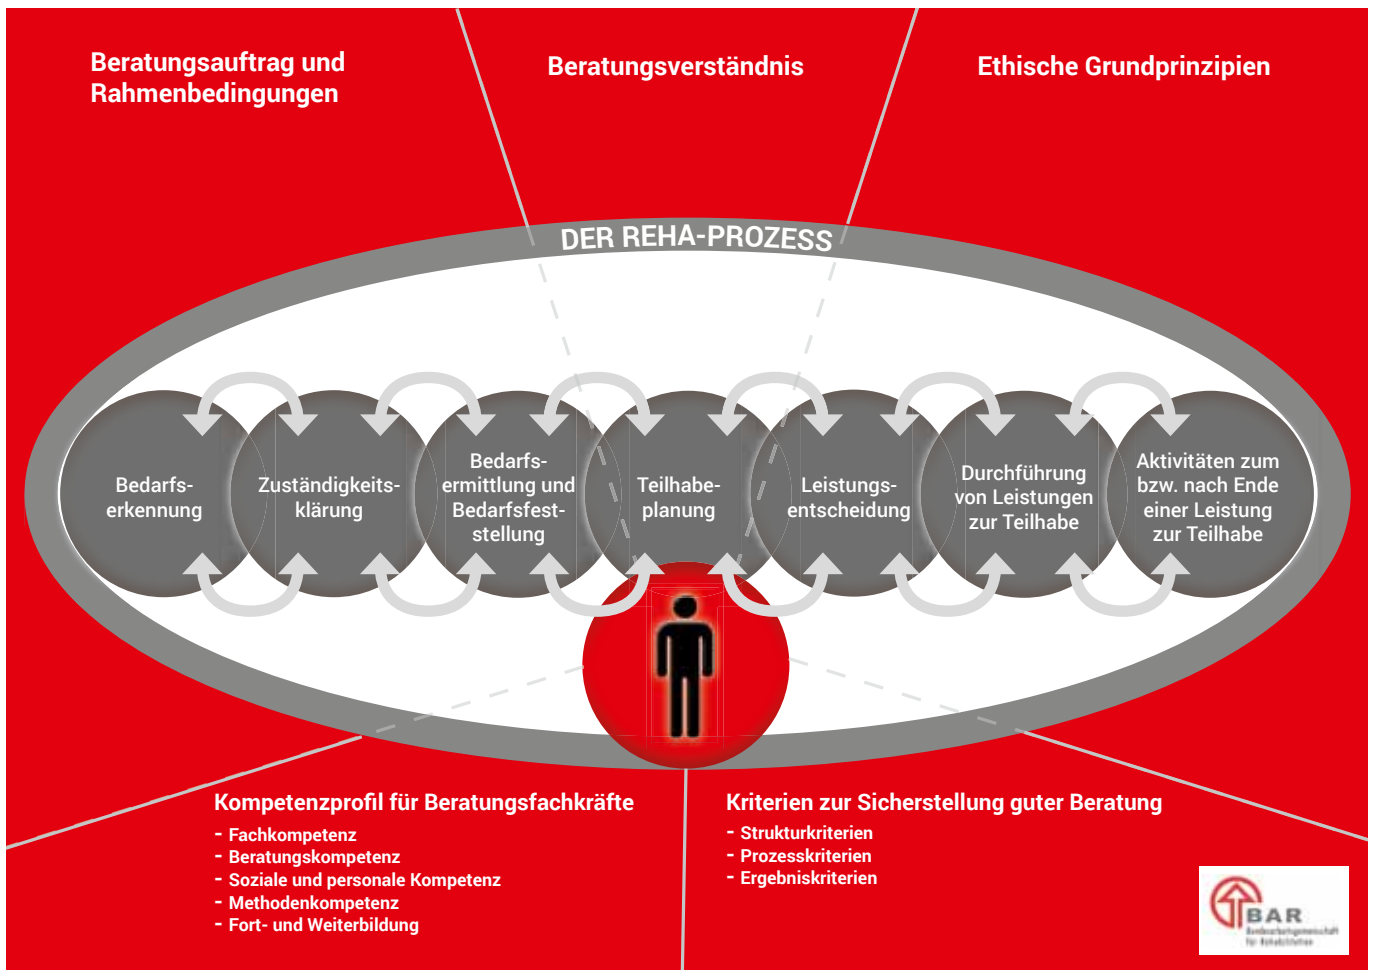 Beratungsauftrag und
Rahmenbedingungen
Beratungsverständnis
Ethische Grundprinzipien
DER REHA-PROZESS
Bedarfs-
erkennung
Zuständigkeits-
klärung
Bedarfs-
ermittlung und
Bedarfsfest-
stellung
Teilhabe-
planung
Leistungs-
entscheidung
Durchführung
von Leistungen
zur Teilhabe
Aktivitäten zum
bzw. nach Ende
einer Leistung
zur Teilhabe
Kompetenzprofil für Beratungsfachkräfte
- Fachkompetenz
- Beratungskompetenz
- Soziale und personale Kompetenz
- Methodenkompetenz
- Fort- und Weiterbildung
Kriterien zur Sicherstellung guter Beratung
- Strukturkriterien
- Prozesskriterien
- Ergebniskriterien
BAR
Bundesarbeitsgemeinschaft
für Rehabilitation